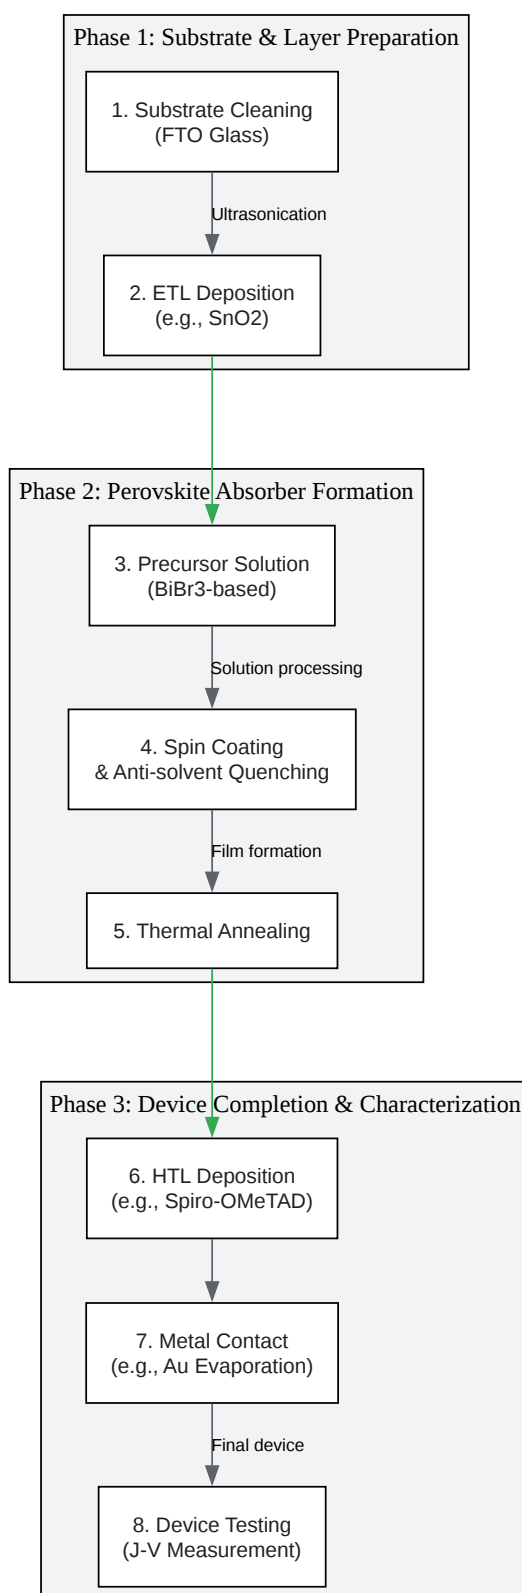 Phase 1: Substrate & Layer Preparation
1. Substrate Cleaning
(FTO Glass)
Ultrasonication
2. ETL Deposition
(e.g., SnO2)
Phase 2: Perovskite Absorber Formation
3. Precursor Solution
(BiBr3-based)
Solution processing
4. Spin Coating
& Anti-solvent Quenching
Film formation
5. Thermal Annealing
Phase 3: Device Completion & Characterization
6. HTL Deposition
(e.g., Spiro-OMeTAD)
7. Metal Contact
(e.g., Au Evaporation)
Final device
8. Device Testing
(J-V Measurement)